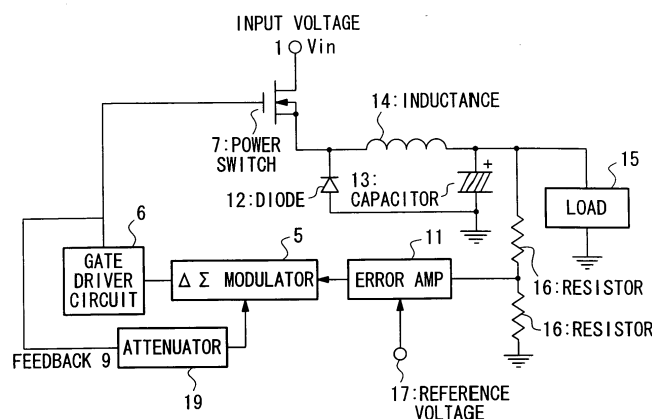 INPUT VOLTAGE
1 Vin
14:INDUCTANCE
7:POWER
SWITCH
+
15
13:
CAPACITOR
12:DIODE
LOAD
6
5
11
GATE
DRIVER
CIRCUIT
ΔΣ MODULATOR
ERROR AMP
16:RESISTOR
16:RESISTOR
ATTENUATOR
FEEDBACK 9
19
17:REFERENCE
VOLTAGE